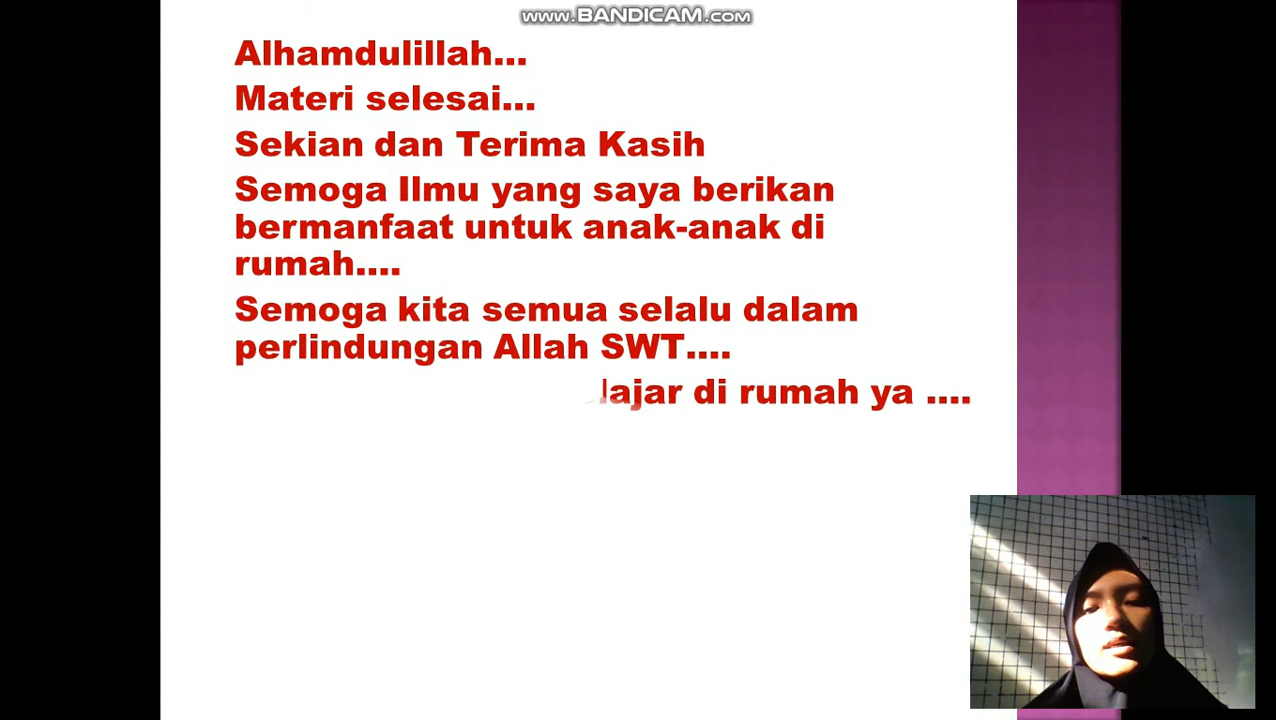 www.BANDICAM.com
Alhamdulillah...
Materi selesai...
Sekian dan Terima Kasih
Semoga Ilmu yang saya berikan
bermanfaat untuk anak-anak di
rumah....
Semoga kita semua selalu dalam
perlindungan Allah SWT....
di rumah ya ....